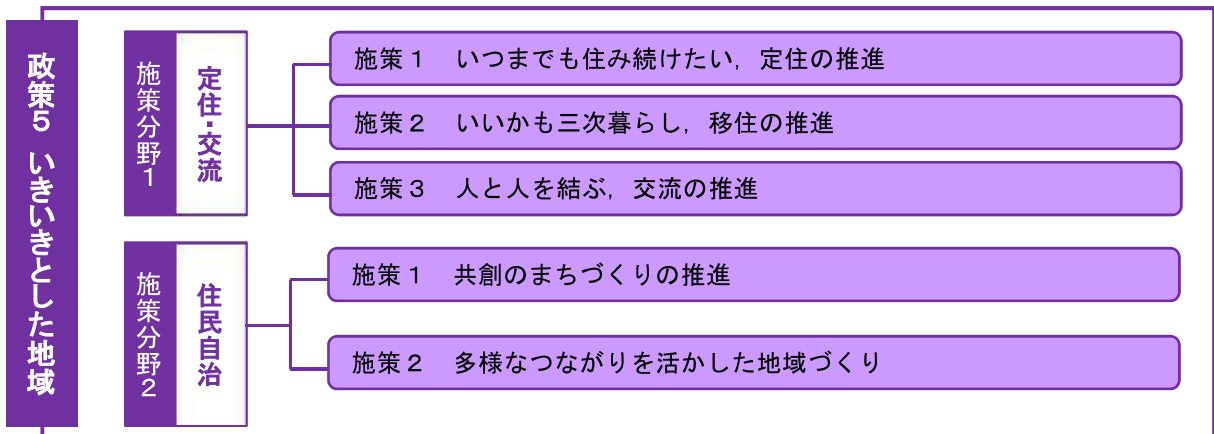 政策５ いきいきとした地域
施策分野１
定住・交流
施策１ いつまでも住み続けたい，定住の推進
施策２ いいかも三次暮らし，移住の推進
施策３ 人と人を結ぶ，交流の推進
施策分野２
住民自治
施策１ 共創のまちづくりの推進
施策２ 多様なつながりを活かした地域づくり